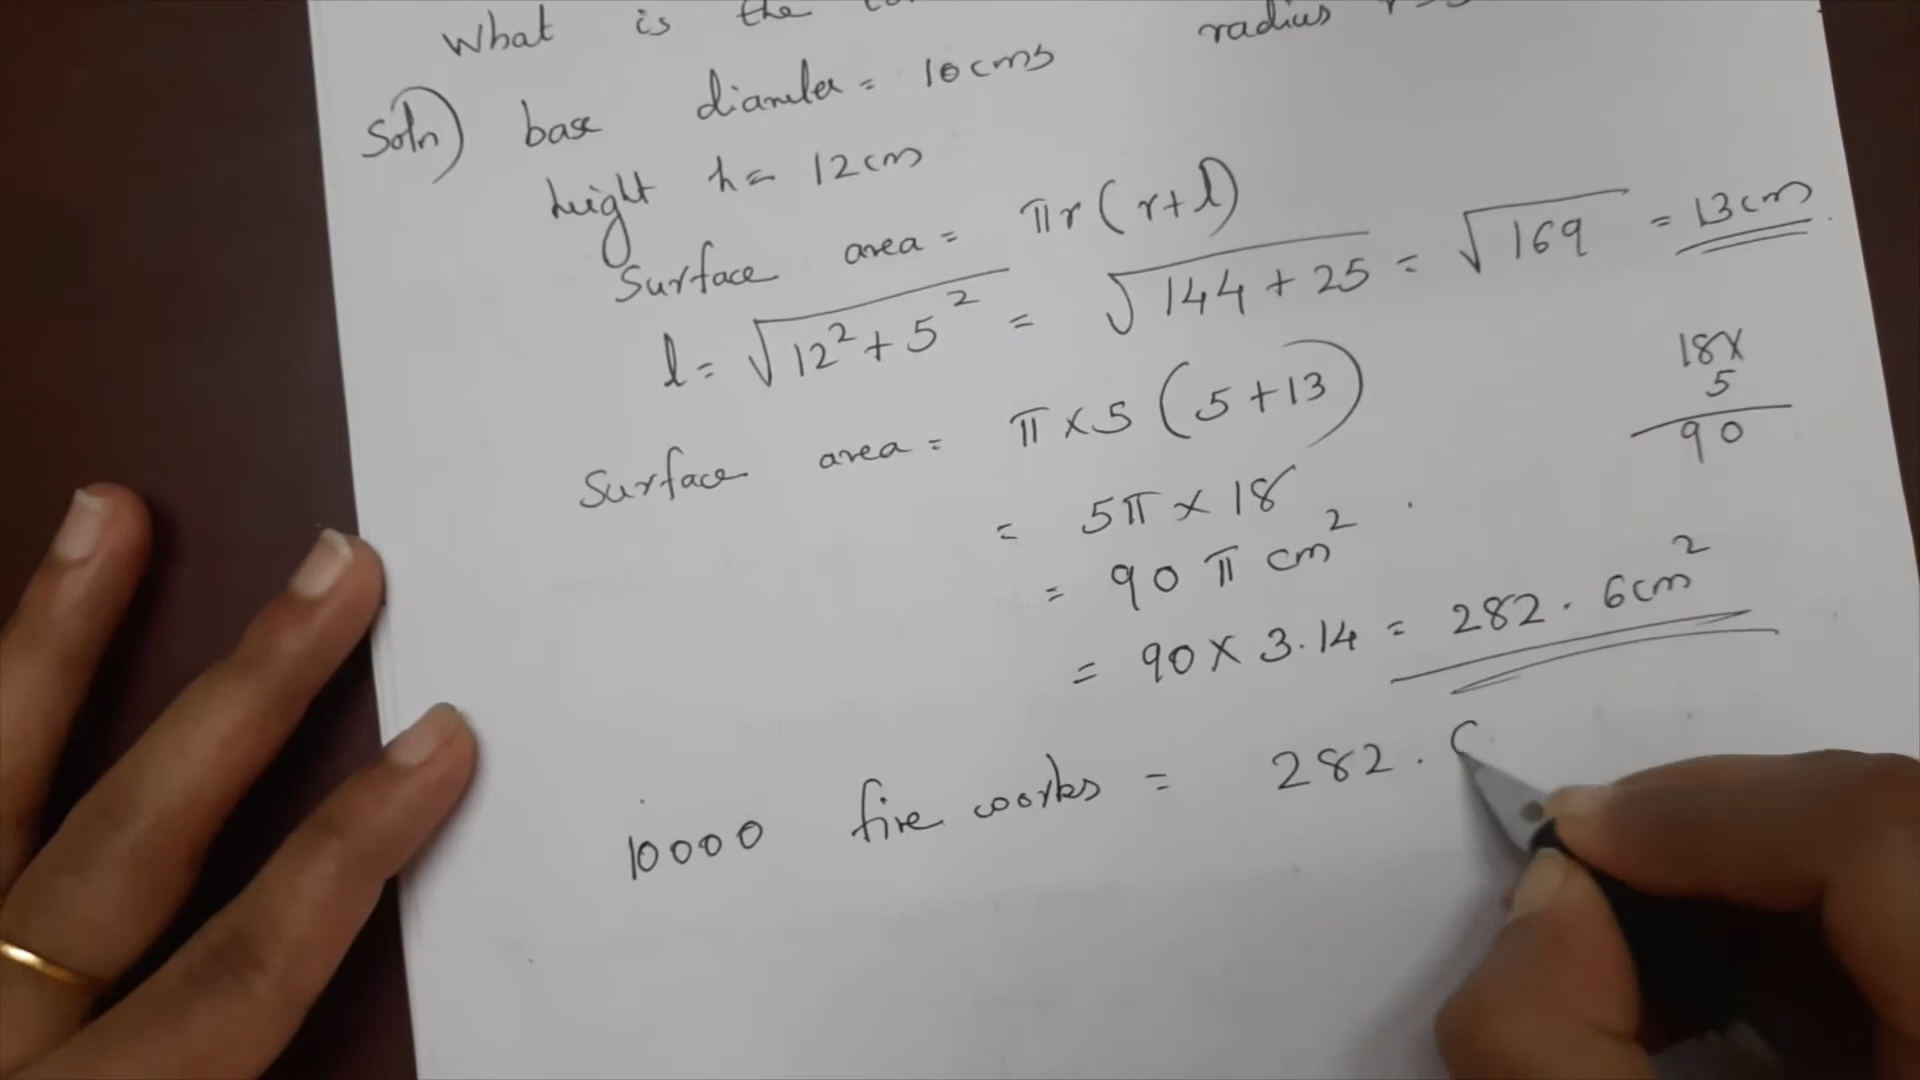 What is the
radius
Soln) base diameter = 10cms
height h = 12cm
Surface area = πr(r+l)
l = √12²+5² = √144+25 = √169 = 13cm
Surface area = π×5(5+13)
18×
5
90
= 5π×18
= 90π cm²
= 90×3.14 = 282.6cm²
10000 fire works = 282.